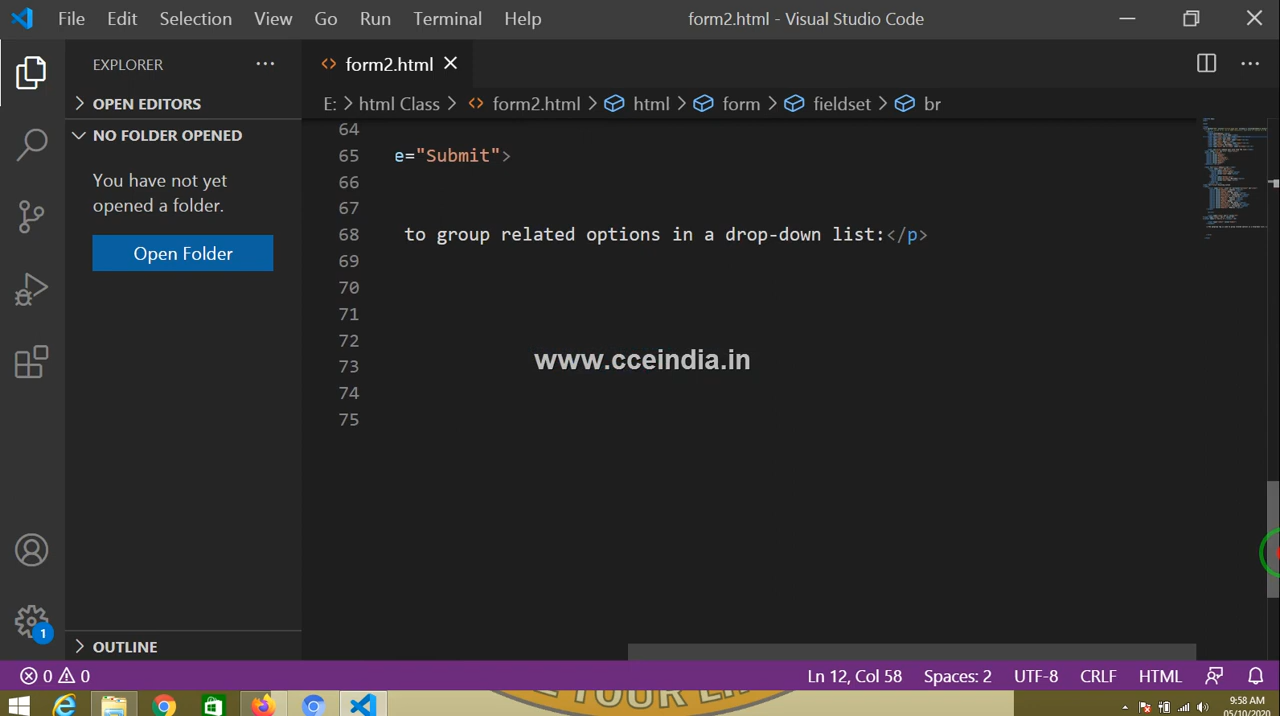 File Edit Selection View Go Run Terminal Help form2.html - Visual Studio Code
EXPLORER ···
form2.html
OPEN EDITORS
E: > html Class > form2.html > html > form > fieldset > br
NO FOLDER OPENED
You have not yet
opened a folder.
Open Folder
64
65 e="Submit">
66
67
68 to group related options in a drop-down list:</p>
69
70
71
72
73
74
75
www.cceindia.in
1
OUTLINE
0 0 Ln 12, Col 58 Spaces: 2 UTF-8 CRLF HTML
9:58 AM
05/10/2020